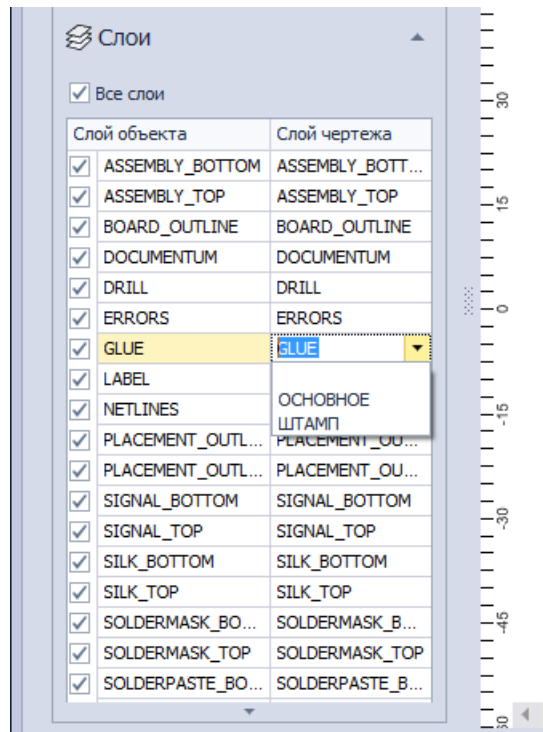 Слои
Все слои
Слой объекта Слой чертежа
ASSEMBLY_BOTTOM ASSEMBLY_BOTT...
ASSEMBLY_TOP ASSEMBLY_TOP
BOARD_OUTLINE BOARD_OUTLINE
DOCUMENTUM DOCUMENTUM
DRILL DRILL
ERRORS ERRORS
GLUE GLUE
LABEL
NETLINES ОСНОВНОЕ
ШТАМП
PLACEMENT_OUTL... PLACEMENT_OU...
PLACEMENT_OUTL... PLACEMENT_OU...
SIGNAL_BOTTOM SIGNAL_BOTTOM
SIGNAL_TOP SIGNAL_TOP
SILK_BOTTOM SILK_BOTTOM
SILK_TOP SILK_TOP
SOLDERMASK_BO... SOLDERMASK_B...
SOLDERMASK_TOP SOLDERMASK_TOP
SOLDERPASTE_BO... SOLDERPASTE_B...
30
15
0
-15
-30
-45